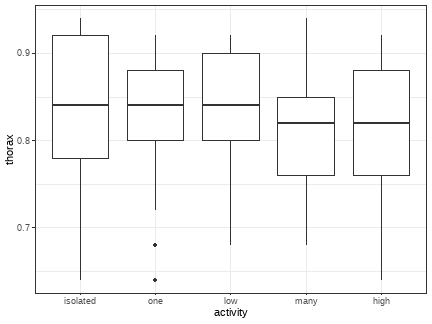 thorax
0.9
0.8
0.7
isolated one low many high
activity